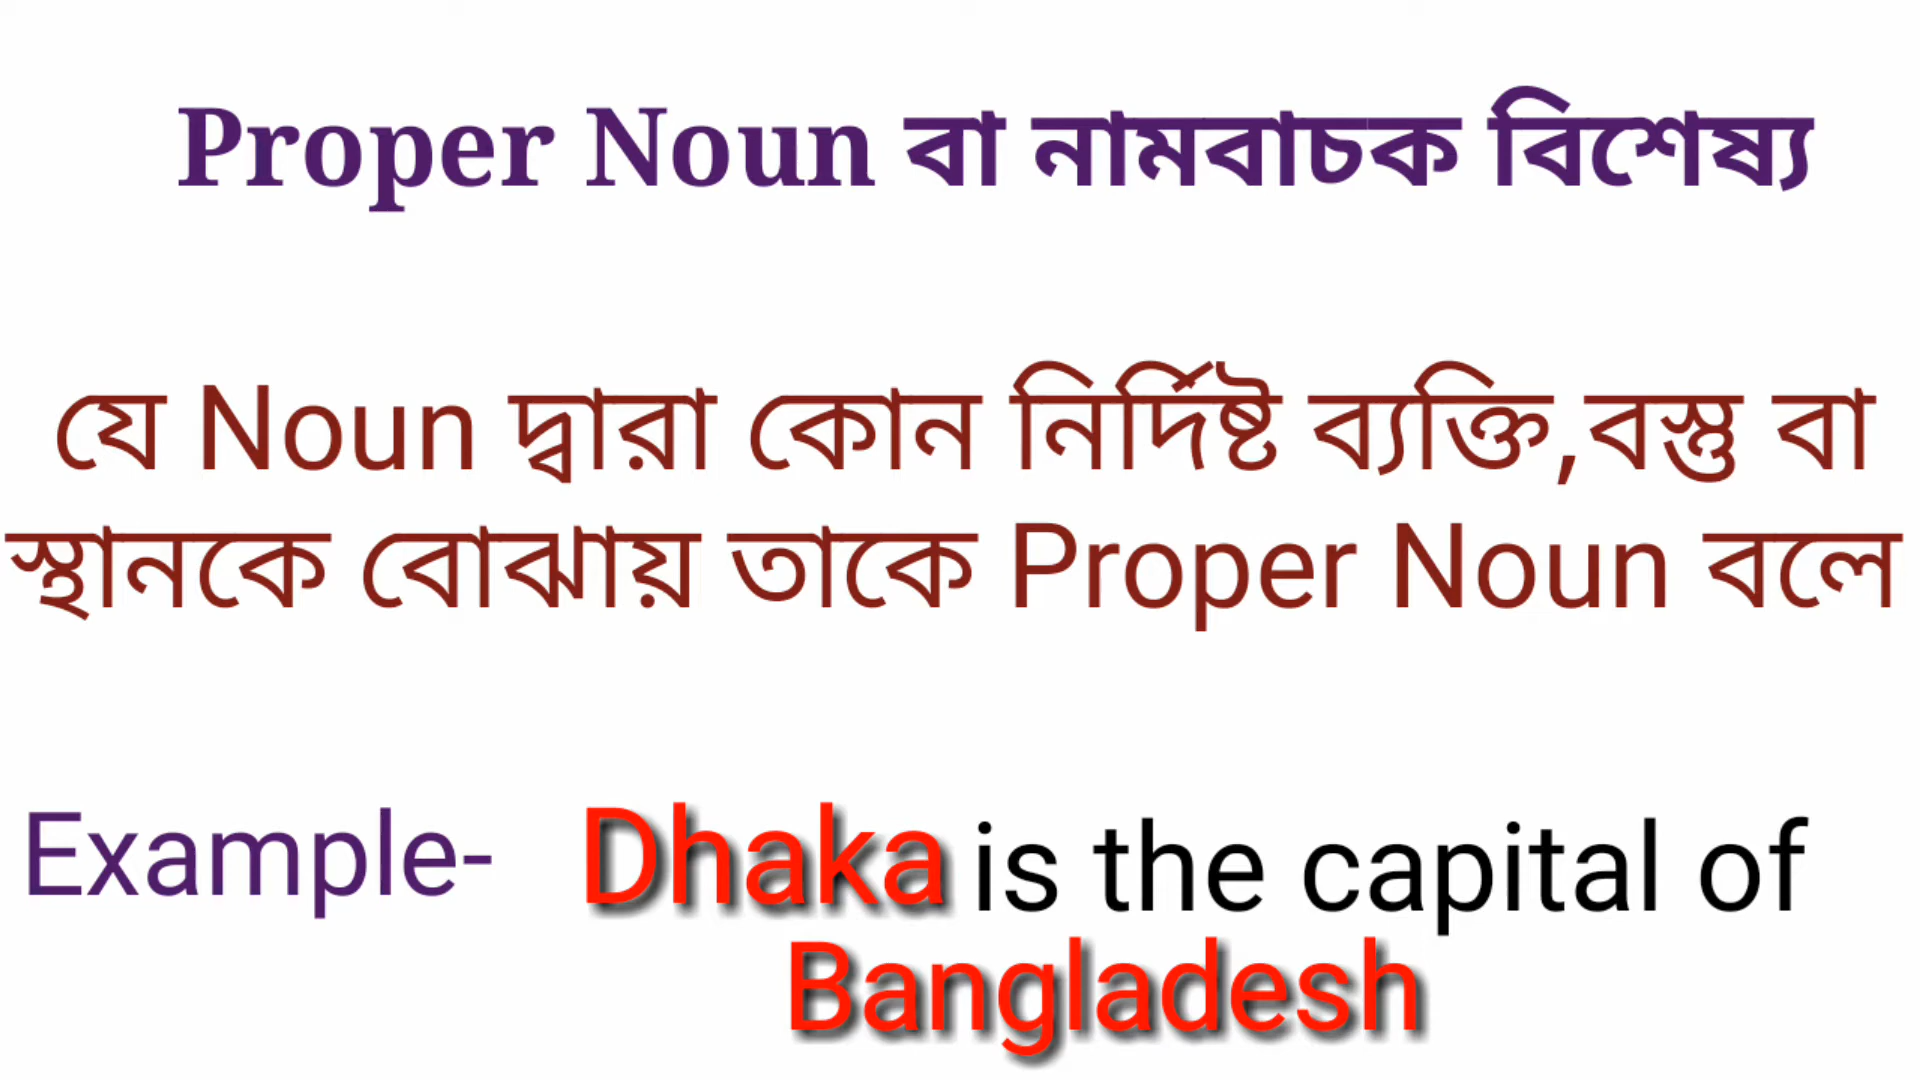 Proper Noun বা নামবাচক বিশেষ্য
যে Noun দ্বারা কোন নির্দিষ্ট ব্যক্তি,বস্তু বা
স্থানকে বোঝায় তাকে Proper Noun বলে
Example- Dhaka is the capital of
Bangladesh